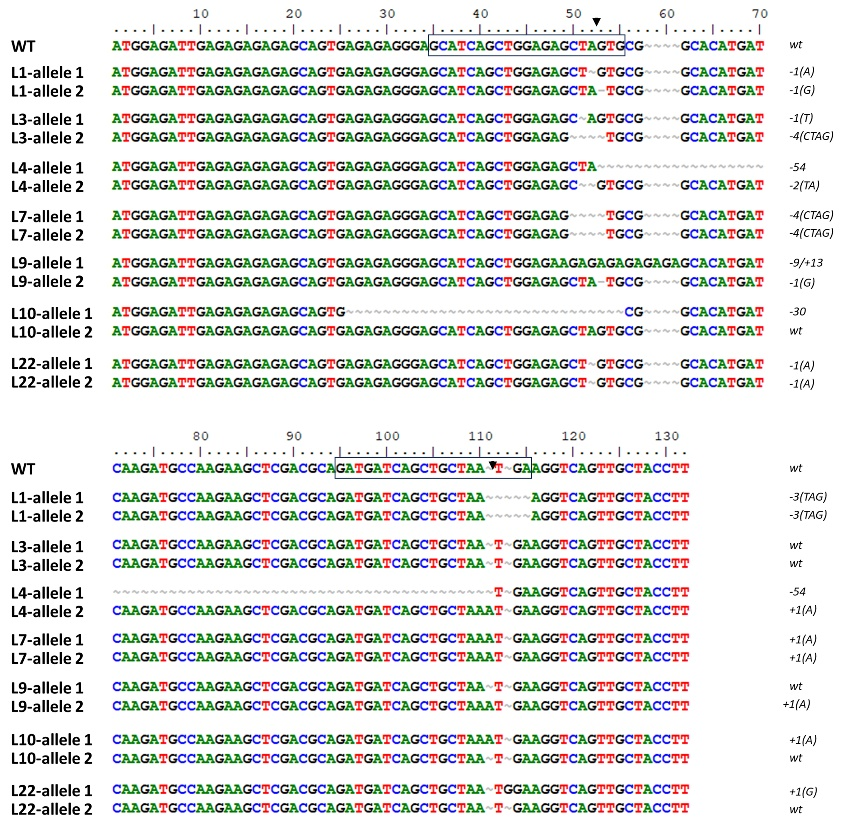 10 20 30 40 50 60 70
WT ATGGAGATTGAGAGAGAGAGCAGTGAGAGAGGGAGCATCAGCTGGAGAGCTAGTGCG~~~~GCACATGAT wt
L1-allele 1 ATGGAGATTGAGAGAGAGAGCAGTGAGAGAGGGAGCATCAGCTGGAGAGCT~GTGCG~~~~GCACATGAT -1(A)
L1-allele 2 ATGGAGATTGAGAGAGAGAGCAGTGAGAGAGGGAGCATCAGCTGGAGAGCTA~TGCG~~~~GCACATGAT -1(G)
L3-allele 1 ATGGAGATTGAGAGAGAGAGCAGTGAGAGAGGGAGCATCAGCTGGAGAGC~AGTGCG~~~~GCACATGAT -1(T)
L3-allele 2 ATGGAGATTGAGAGAGAGAGCAGTGAGAGAGGGAGCATCAGCTGGAGAG~~~~TGCG~~~~GCACATGAT -4(CTAG)
L4-allele 1 ATGGAGATTGAGAGAGAGAGCAGTGAGAGAGGGAGCATCAGCTGGAGAGCTA~~~~~~~~~~~~~~~~~~ -54
L4-allele 2 ATGGAGATTGAGAGAGAGAGCAGTGAGAGAGGGAGCATCAGCTGGAGAGC~~GTGCG~~~~GCACATGAT -2(TA)
L7-allele 1 ATGGAGATTGAGAGAGAGAGCAGTGAGAGAGGGAGCATCAGCTGGAGAG~~~~TGCG~~~~GCACATGAT -4(CTAG)
L7-allele 2 ATGGAGATTGAGAGAGAGAGCAGTGAGAGAGGGAGCATCAGCTGGAGAG~~~~TGCG~~~~GCACATGAT -4(CTAG)
L9-allele 1 ATGGAGATTGAGAGAGAGAGCAGTGAGAGAGGGAGCATCAGCTGGAGAAGAGAGAGAGAGAGCACATGAT -9/+13
L9-allele 2 ATGGAGATTGAGAGAGAGAGCAGTGAGAGAGGGAGCATCAGCTGGAGAGCTA~TGCG~~~~GCACATGAT -1(G)
L10-allele 1 ATGGAGATTGAGAGAGAGAGCAGTG~~~~~~~~~~~~~~~~~~~~~~~~~~~~~~CG~~~~GCACATGAT -30
L10-allele 2 ATGGAGATTGAGAGAGAGAGCAGTGAGAGAGGGAGCATCAGCTGGAGAGCTAGTGCG~~~~GCACATGAT wt
L22-allele 1 ATGGAGATTGAGAGAGAGAGCAGTGAGAGAGGGAGCATCAGCTGGAGAGCT~GTGCG~~~~GCACATGAT -1(A)
L22-allele 2 ATGGAGATTGAGAGAGAGAGCAGTGAGAGAGGGAGCATCAGCTGGAGAGCT~GTGCG~~~~GCACATGAT -1(A)
80 90 100 110 120 130
WT CAAGATGCCAAGAAGCTCGACGCAGATGATCAGCTGCTAA~T~GAAGGTCAGTTGCTACCTT wt
L1-allele 1 CAAGATGCCAAGAAGCTCGACGCAGATGATCAGCTGCTAA~~~~~AGGTCAGTTGCTACCTT -3(TAG)
L1-allele 2 CAAGATGCCAAGAAGCTCGACGCAGATGATCAGCTGCTAA~~~~~AGGTCAGTTGCTACCTT -3(TAG)
L3-allele 1 CAAGATGCCAAGAAGCTCGACGCAGATGATCAGCTGCTAA~T~GAAGGTCAGTTGCTACCTT wt
L3-allele 2 CAAGATGCCAAGAAGCTCGACGCAGATGATCAGCTGCTAA~T~GAAGGTCAGTTGCTACCTT wt
L4-allele 1 ~~~~~~~~~~~~~~~~~~~~~~~~~~~~~~~~~~~~~~~~~T~GAAGGTCAGTTGCTACCTT -54
L4-allele 2 CAAGATGCCAAGAAGCTCGACGCAGATGATCAGCTGCTAAAT~GAAGGTCAGTTGCTACCTT +1(A)
L7-allele 1 CAAGATGCCAAGAAGCTCGACGCAGATGATCAGCTGCTAAAT~GAAGGTCAGTTGCTACCTT +1(A)
L7-allele 2 CAAGATGCCAAGAAGCTCGACGCAGATGATCAGCTGCTAAAT~GAAGGTCAGTTGCTACCTT +1(A)
L9-allele 1 CAAGATGCCAAGAAGCTCGACGCAGATGATCAGCTGCTAA~T~GAAGGTCAGTTGCTACCTT wt
L9-allele 2 CAAGATGCCAAGAAGCTCGACGCAGATGATCAGCTGCTAAAT~GAAGGTCAGTTGCTACCTT +1(A)
L10-allele 1 CAAGATGCCAAGAAGCTCGACGCAGATGATCAGCTGCTAAAT~GAAGGTCAGTTGCTACCTT +1(A)
L10-allele 2 CAAGATGCCAAGAAGCTCGACGCAGATGATCAGCTGCTAA~T~GAAGGTCAGTTGCTACCTT wt
L22-allele 1 CAAGATGCCAAGAAGCTCGACGCAGATGATCAGCTGCTAA~TGGAAGGTCAGTTGCTACCTT +1(G)
L22-allele 2 CAAGATGCCAAGAAGCTCGACGCAGATGATCAGCTGCTAA~T~GAAGGTCAGTTGCTACCTT wt